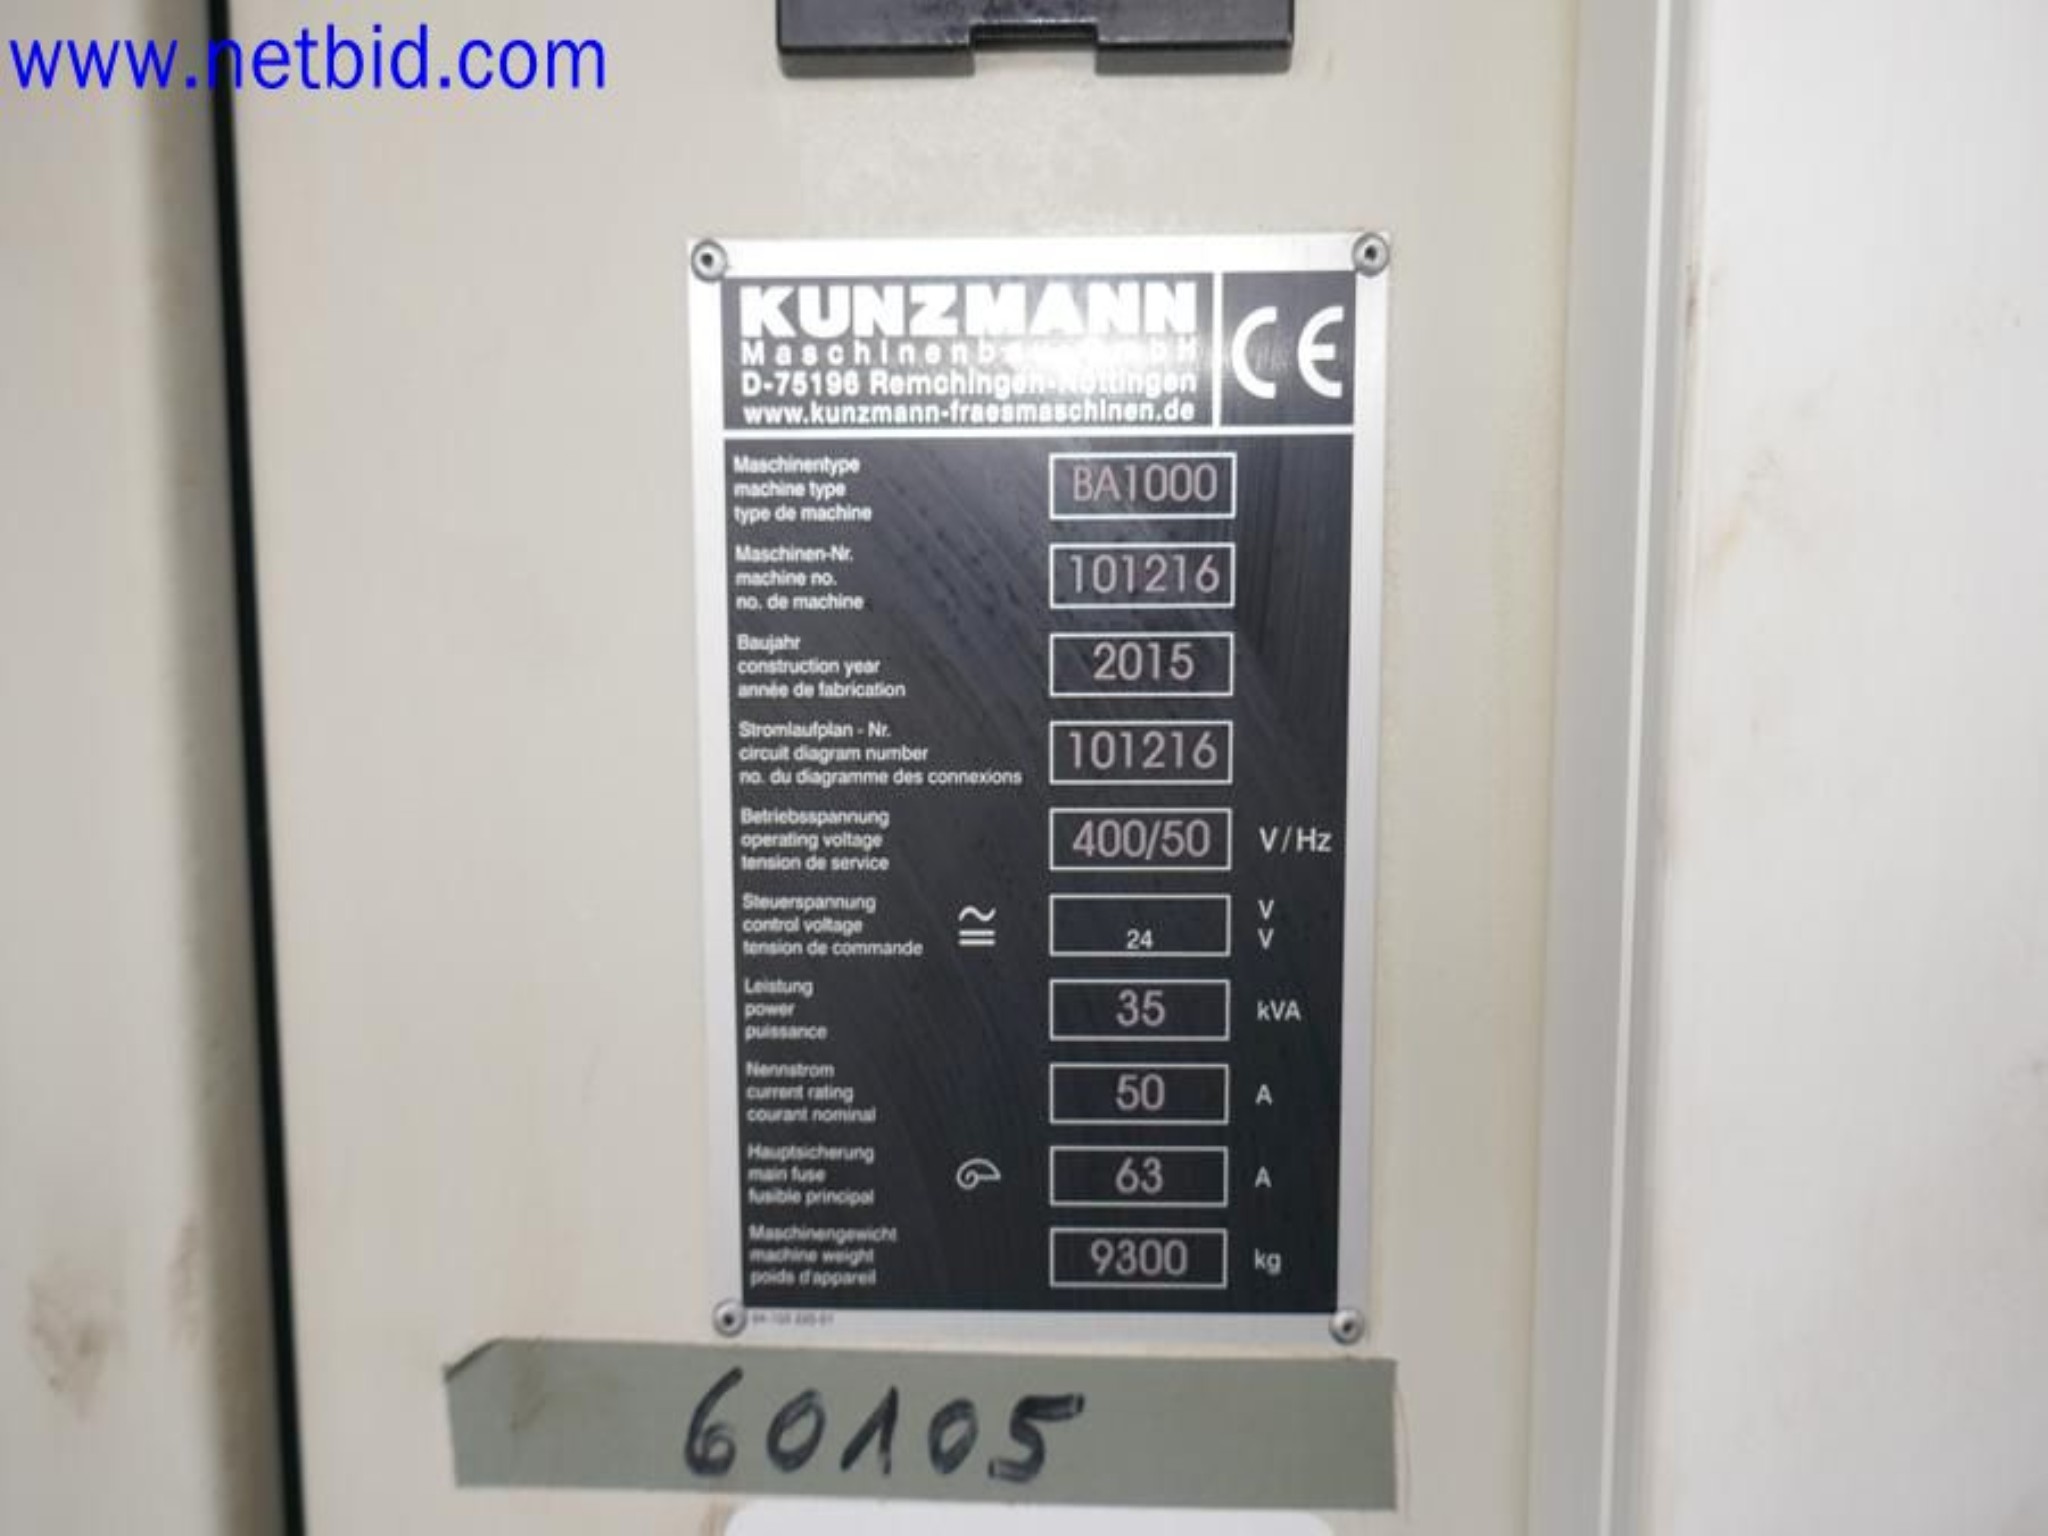 www.netbid.com
KUNZMANN
Maschinenbau GmbH
D-75196 Remchingen-Nöttingen
www.kunzmann-fraesmaschinen.de
CE
Maschinentype
machine type
type de machine
BA1000
Maschinen-Nr.
machine no.
no. de machine
101216
Baujahr
construction year
année de fabrication
2015
Stromlaufplan - Nr.
circuit diagram number
no. du diagramme des connexions
101216
Betriebsspannung
operating voltage
tension de service
400/50 V/Hz
Steuerspannung
control voltage
tension de commande
V
24 V
Leistung
power
puissance
35 kVA
Nennstrom
current rating
courant nominal
50 A
Hauptsicherung
main fuse
fusible principal
63 A
Maschinengewicht
machine weight
poids d'appareil
9300 kg
60105